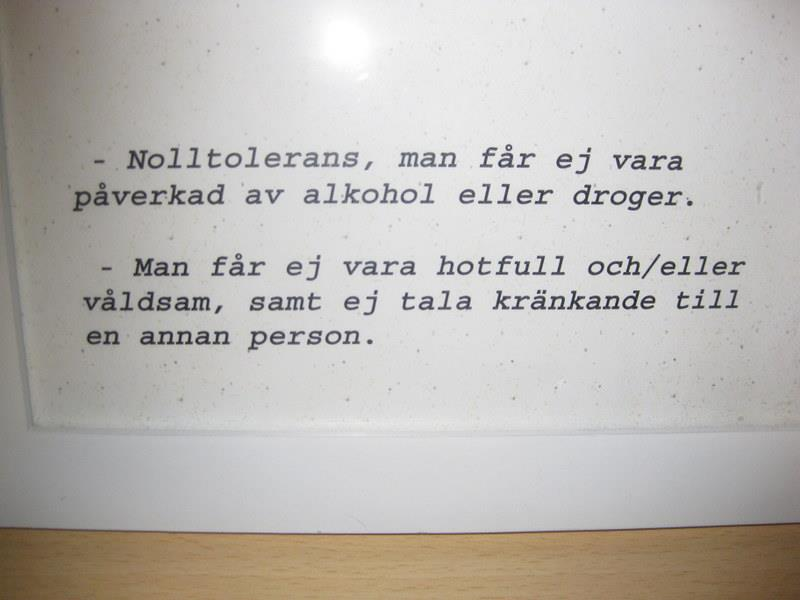 - Nolltolerans, man får ej vara
påverkad av alkohol eller droger.
- Man får ej vara hotfull och/eller
våldsam, samt ej tala kränkande till
en annan person.